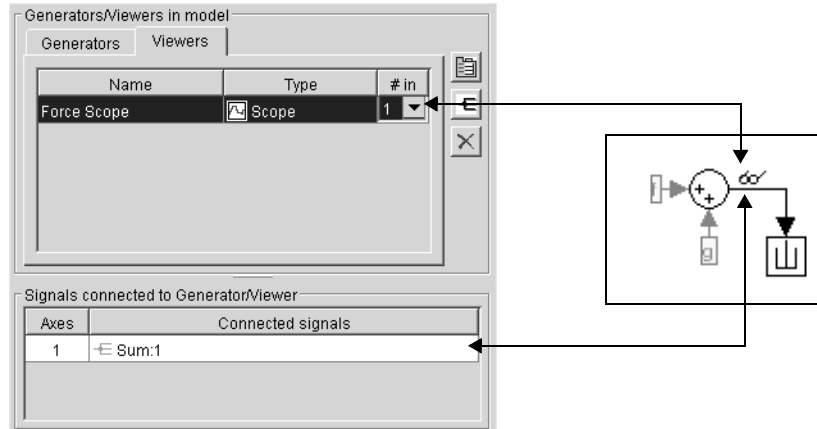 Generators/Viewers in model
Generators Viewers
Name Type # in
Force Scope Scope 1
f
+
+
g
Signals connected to Generator/Viewer
Axes Connected signals
1 Sum:1